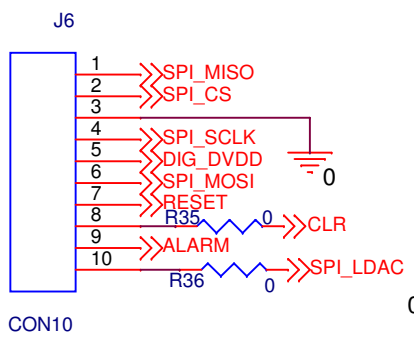 J6
1 SPI_MISO
2 SPI_CS
3
4 SPI_SCLK
5 DIG_DVDD
6 SPI_MOSI
0
7 RESET
8 R35 0 CLR
9 ALARM
10 R36 0 SPI_LDAC
0
CON10